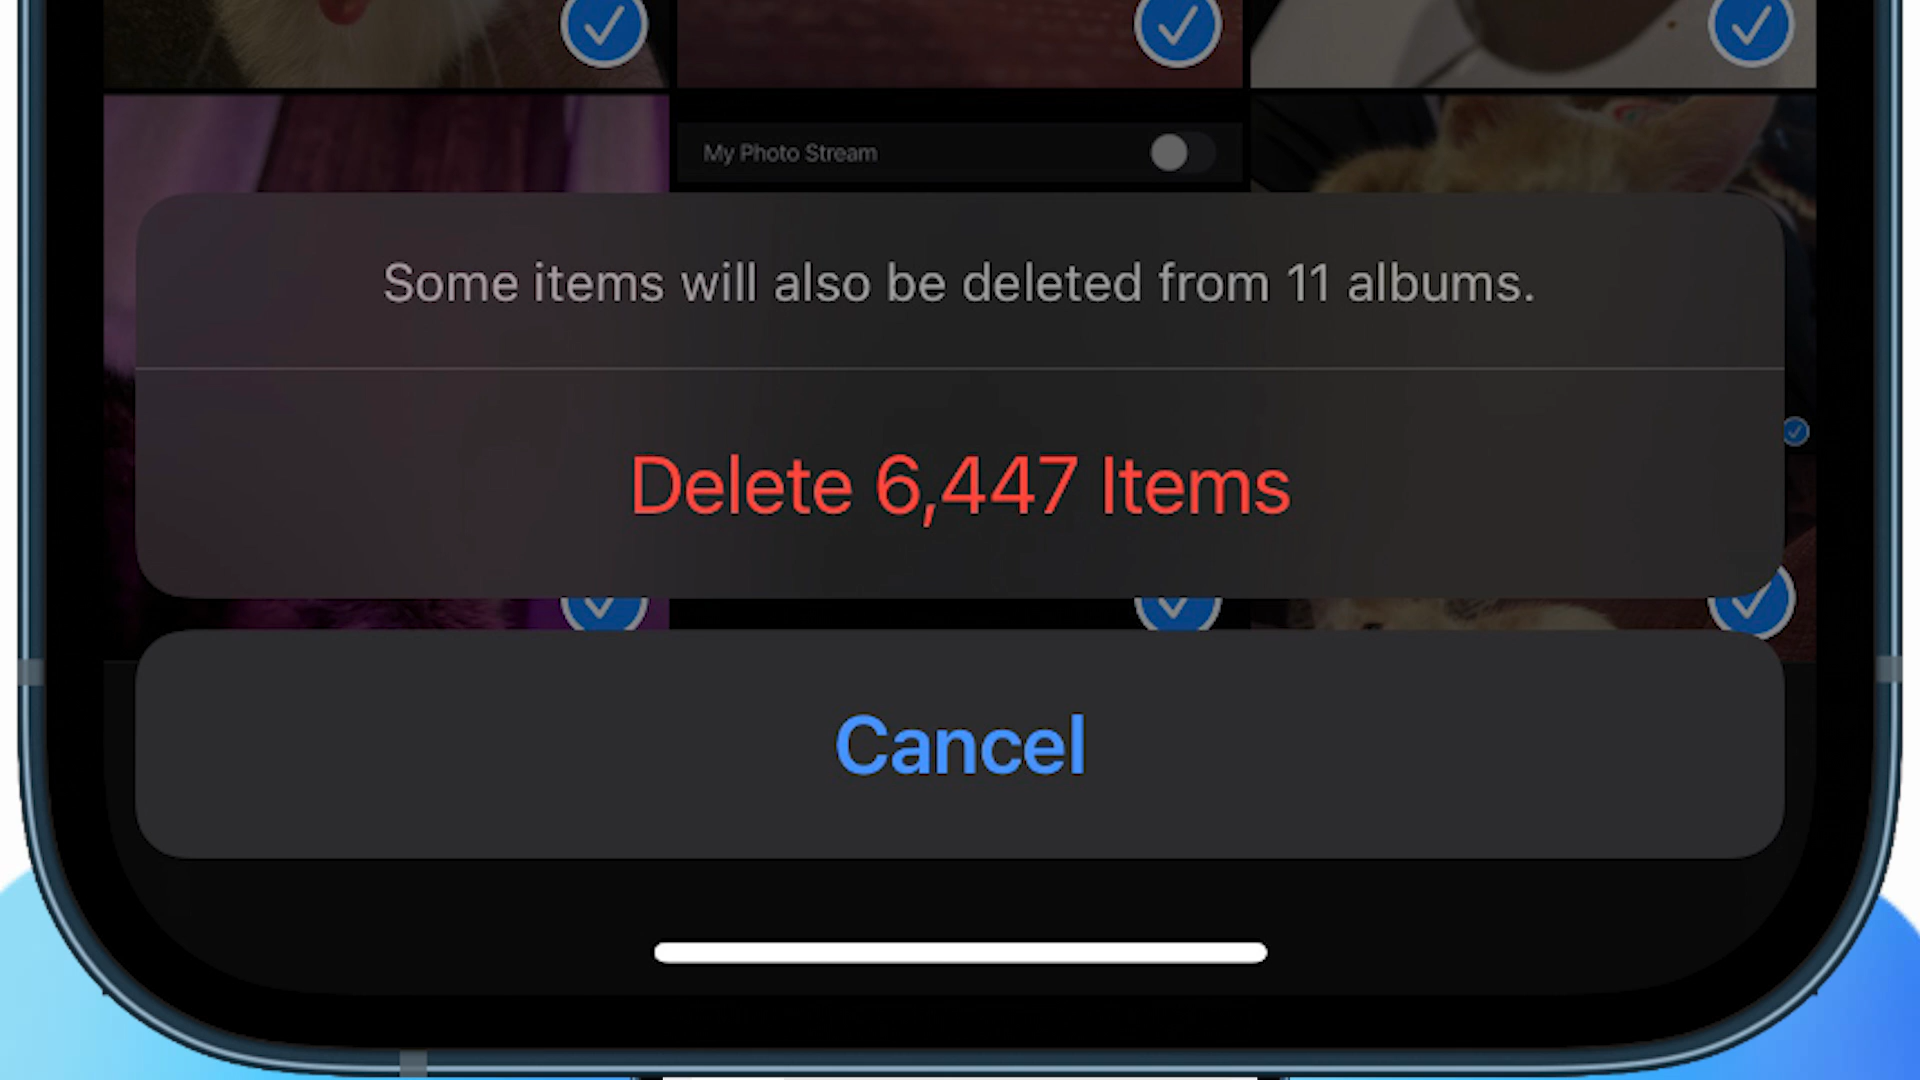 My Photo Stream
Some items will also be deleted from 11 albums.
Delete 6,447 Items
Cancel